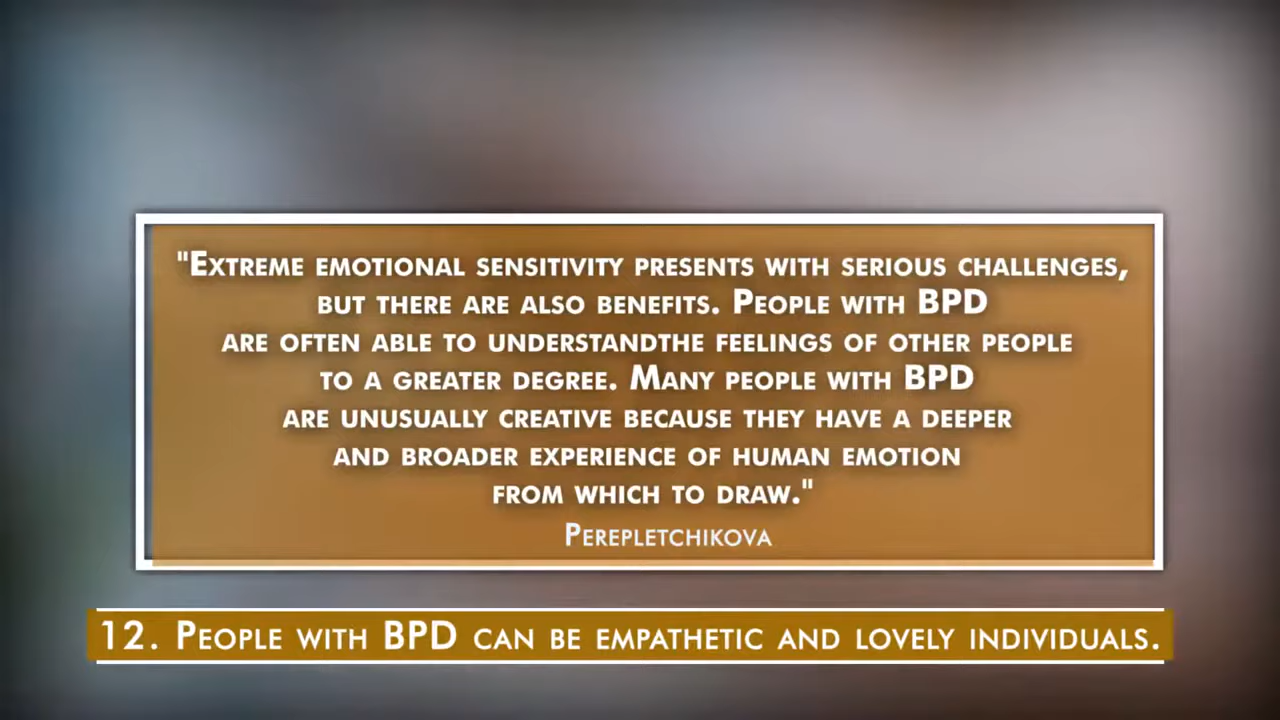 "Extreme emotional sensitivity presents with serious challenges,
but there are also benefits. People with BPD
are often able to understandthe feelings of other people
to a greater degree. Many people with BPD
are unusually creative because they have a deeper
and broader experience of human emotion
from which to draw."
Perepletchikova
12. People with BPD can be empathetic and lovely individuals.